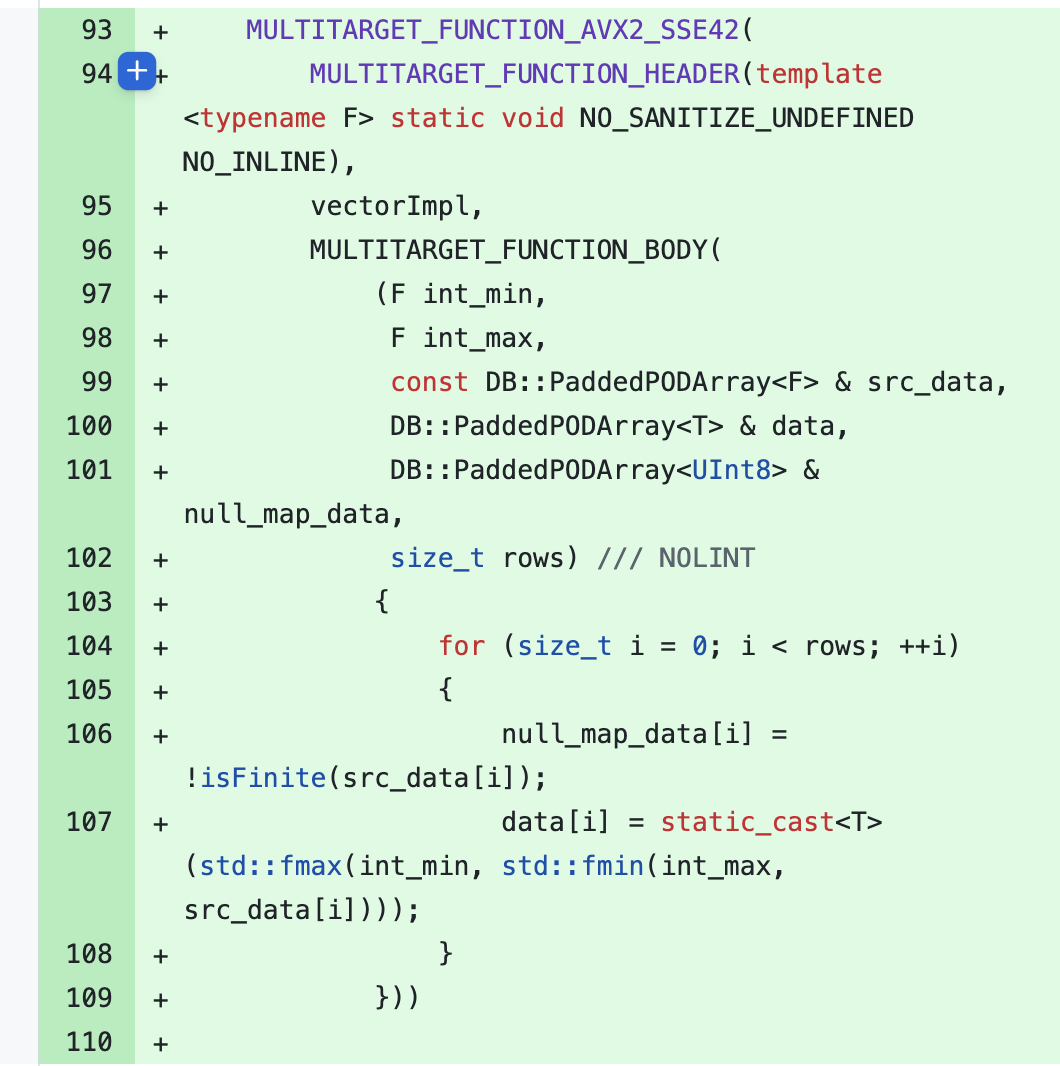 93 + MULTITARGET_FUNCTION_AVX2_SSE42(
94 + MULTITARGET_FUNCTION_HEADER(template
<typename F> static void NO_SANITIZE_UNDEFINED
NO_INLINE),
95 + vectorImpl,
96 + MULTITARGET_FUNCTION_BODY(
97 + (F int_min,
98 + F int_max,
99 + const DB::PaddedPODArray<F> & src_data,
100 + DB::PaddedPODArray<T> & data,
101 + DB::PaddedPODArray<UInt8> &
null_map_data,
102 + size_t rows) /// NOLINT
103 + {
104 + for (size_t i = 0; i < rows; ++i)
105 + {
106 + null_map_data[i] =
!isFinite(src_data[i]);
107 + data[i] = static_cast<T>
(std::fmax(int_min, std::fmin(int_max,
src_data[i])));
108 + }
109 + }))
110 +